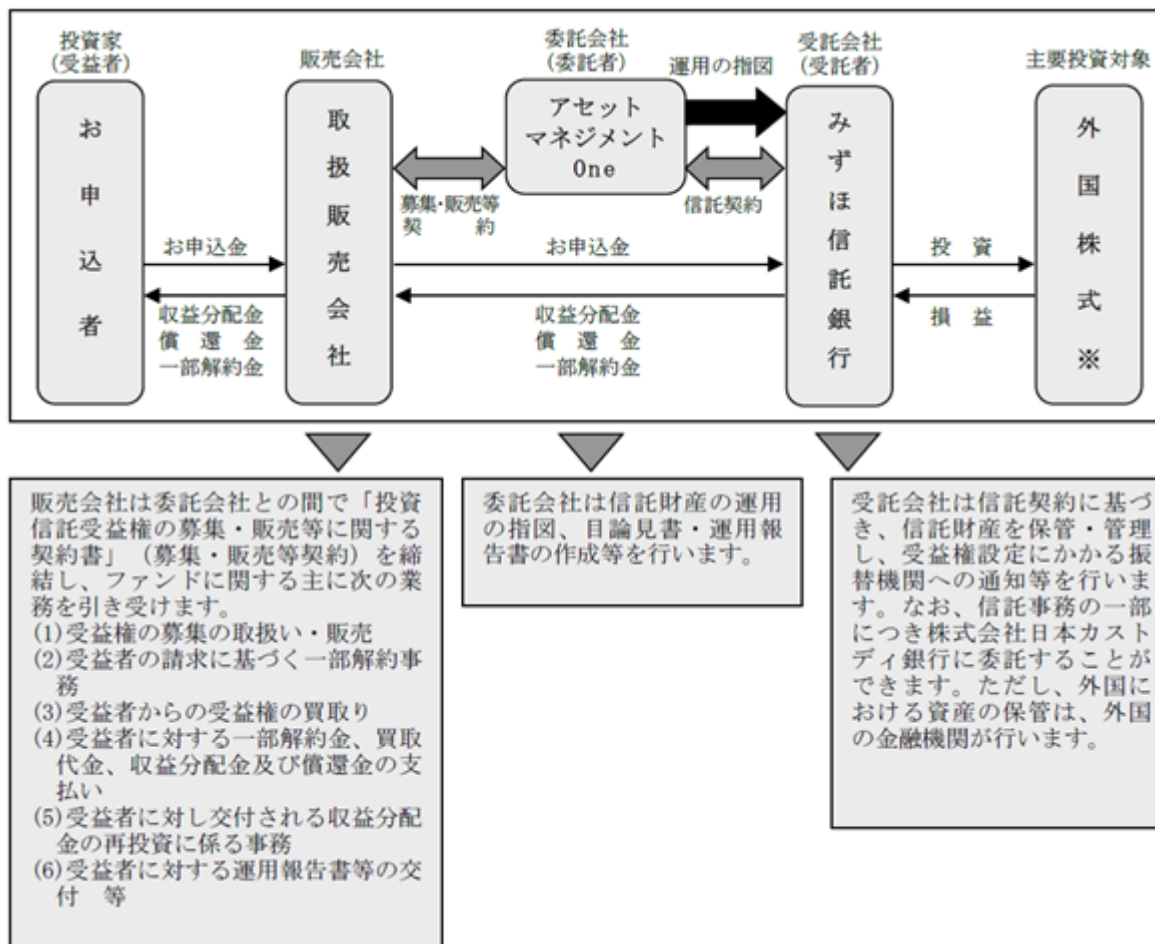 投資家
(受益者)
販売会社
委託会社
(委託者)
運用の指図
受託会社
(受託者)
主要投資対象
お申込者
取扱販売会社
アセット
マネジメント
One
みずほ信託銀行
外国株式※
募集・販売等
契　　約
信託契約
お申込金
お申込金
投　資
収益分配金
償　還　金
一部解約金
収益分配金
償　還　金
一部解約金
損　益
販売会社は委託会社との間で「投資
信託受益権の募集・販売等に関する
契約書」（募集・販売等契約）を締
結し、ファンドに関する主に次の業
務を引き受けます。
(1)受益権の募集の取扱い・販売
(2)受益者の請求に基づく一部解約事
務
(3)受益者からの受益権の買取り
(4)受益者に対する一部解約金、買取
代金、収益分配金及び償還金の支
払い
(5)受益者に対し交付される収益分配
金の再投資に係る事務
(6)受益者に対する運用報告書等の交
付　等
委託会社は信託財産の運用
の指図、目論見書・運用報
告書の作成等を行います。
受託会社は信託契約に基づ
き、信託財産を保管・管理
し、受益権設定にかかる振
替機関への通知等を行いま
す。なお、信託事務の一部
につき株式会社日本カスト
ディ銀行に委託することが
できます。ただし、外国に
おける資産の保管は、外国
の金融機関が行います。